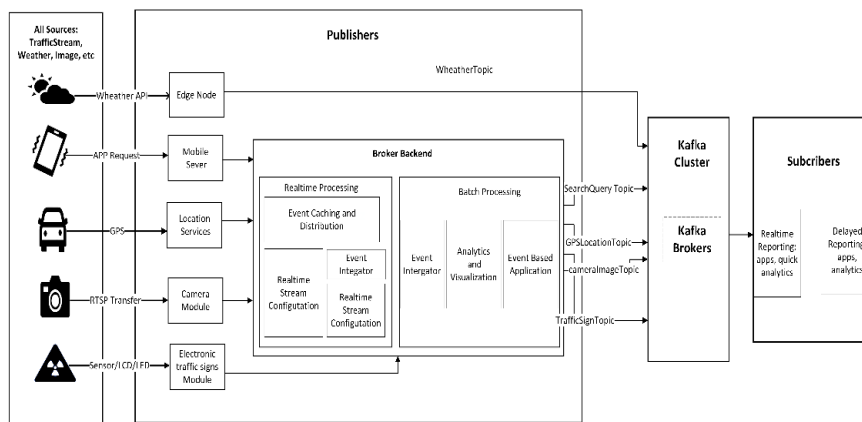 All Sources:
TrafficStream,
Weather, Image, etc
Publishers
WheatherTopic
Wheather API
Edge Node
APP Request
Mobile
Sever
GPS
Location
Services
RTSP Transfer
Camera
Module
Sensor/LCD/LED
Electronic
traffic signs
Module
Broker Backend
Realtime Processing
Event Caching and
Distribution
Realtime
Stream
Configutation
Event
Integator
Realtime
Stream
Configutation
Batch Processing
Event
Intergator
Analytics
and
Visualization
Event Based
Application
SearchQuery Topic
GPSLocationTopic
cameraImageTopic
TrafficSignTopic
Kafka
Cluster
Kafka
Brokers
Subcribers
Realtime
Reporting:
apps, quick
analytics
Delayed
Reporting
apps,
analytics